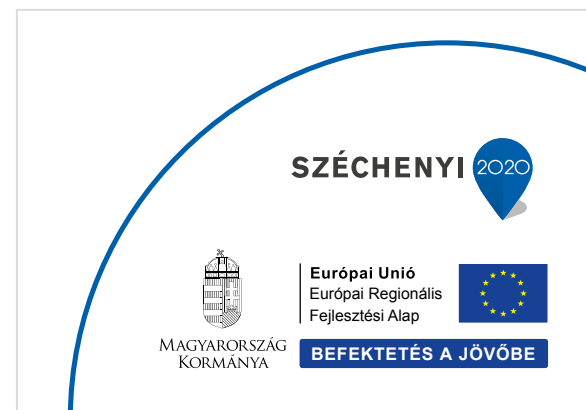 SZÉCHENYI 2020
Európai Unió
Európai Regionális
Fejlesztési Alap
MAGYARORSZÁG
KORMÁNYA
BEFEKTETÉS A JÖVŐBE